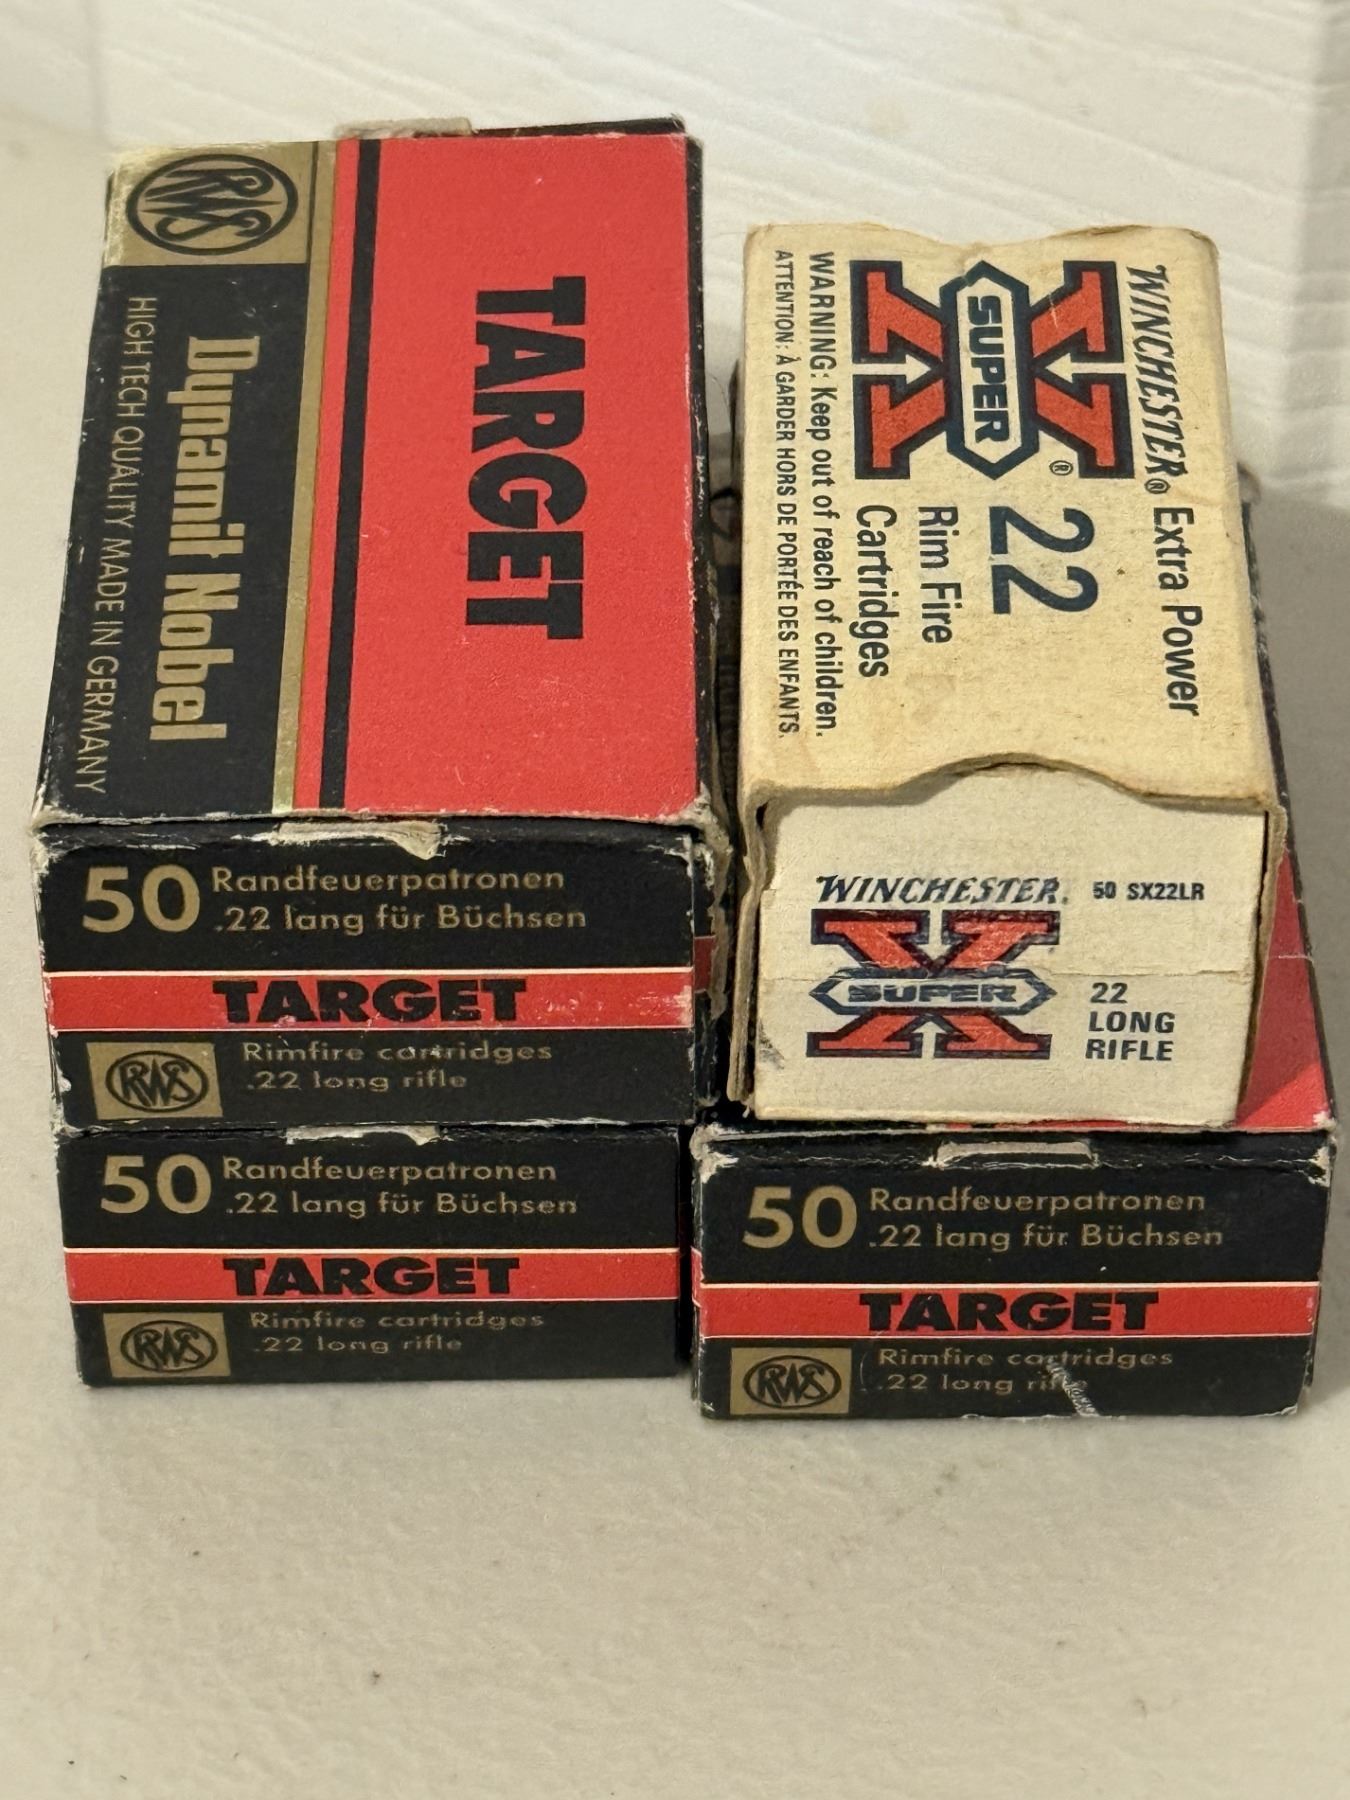 RWS
Dynamit Nobel
HIGH TECH QUALITY MADE IN GERMANY
TARGET
50 Randfeuerpatronen
.22 lang für Büchsen
TARGET
RWS
Rimfire cartridges
.22 long rifle
50 Randfeuerpatronen
.22 lang für Büchsen
TARGET
RWS
Rimfire cartridges
.22 long rifle
WINCHESTER® Extra Power
X SUPER ® 22
Rim Fire
Cartridges
WARNING: Keep out of reach of children.
ATTENTION: À GARDER HORS DE PORTÉE DES ENFANTS.
WINCHESTER. 50 SX22LR
X SUPER
22
LONG
RIFLE
50 Randfeuerpatronen
.22 lang für Büchsen
TARGET
RWS
Rimfire cartridges
.22 long rifle